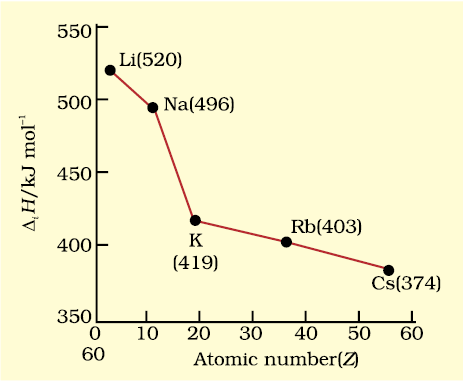 550
Li(520)
500
Na(496)
450
Δᵢ H/kJ mol⁻¹
400
Rb(403)
K
(419)
Cs(374)
350
0 10 20 30 40 50 60
60
Atomic number(Z)